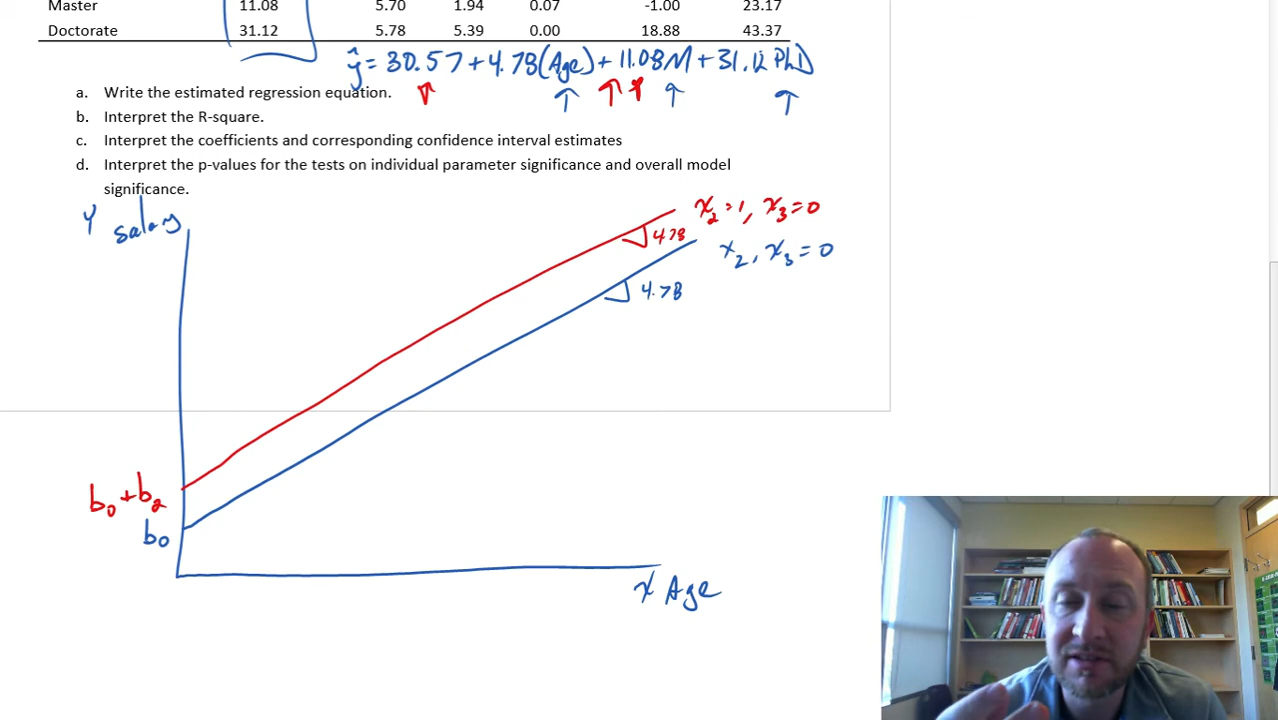 Master 11.08 5.70 1.94 0.07 -1.00 23.17
Doctorate 31.12 5.78 5.39 0.00 18.88 43.37
ŷ = 30.57 + 4.78(Age) + 11.08M + 31.12 PhD
a. Write the estimated regression equation.
b. Interpret the R-square.
c. Interpret the coefficients and corresponding confidence interval estimates
d. Interpret the p-values for the tests on individual parameter significance and overall model
significance.
Y salary
x₂=1, x₃=0
4.78
x₂, x₃=0
4.78
b₀+b₂
b₀
x Age